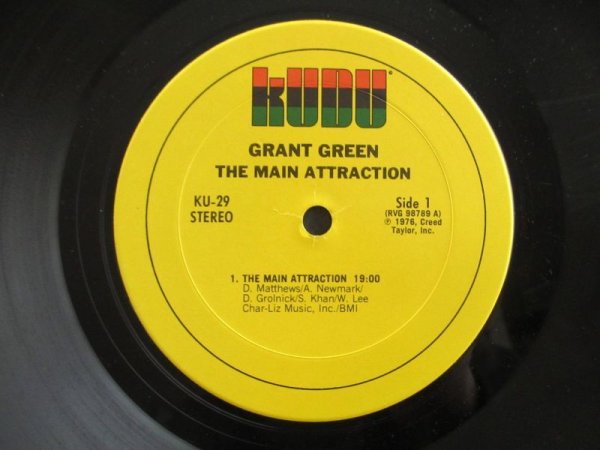 KUDU®
GRANT GREEN
THE MAIN ATTRACTION
KU-29
STEREO
Side 1
(RVG 98789 A)
℗ 1976, Creed
Taylor, Inc.
1. THE MAIN ATTRACTION 19:00
D. Matthews/A. Newmark/
D. Grolnick/S. Khan/W. Lee
Char-Liz Music, Inc./BMI